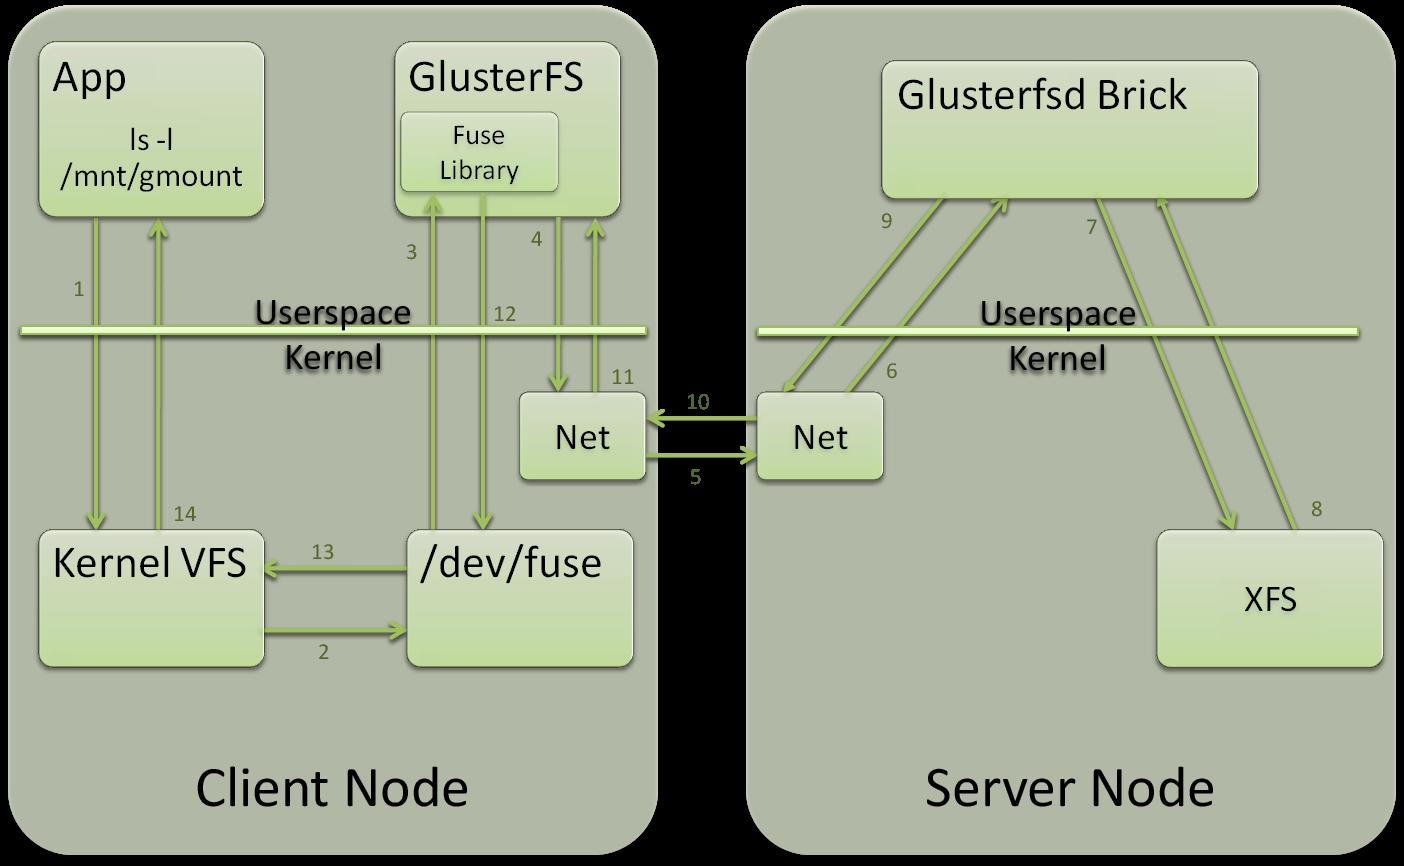 App
ls -l
/mnt/gmount
GlusterFS
Fuse
Library
Glusterfsd Brick
1
3
12
4
11
9
6
7
8
Userspace
Kernel
Userspace
Kernel
Net
10
5
Net
14
Kernel VFS
13
2
/dev/fuse
XFS
Client Node
Server Node